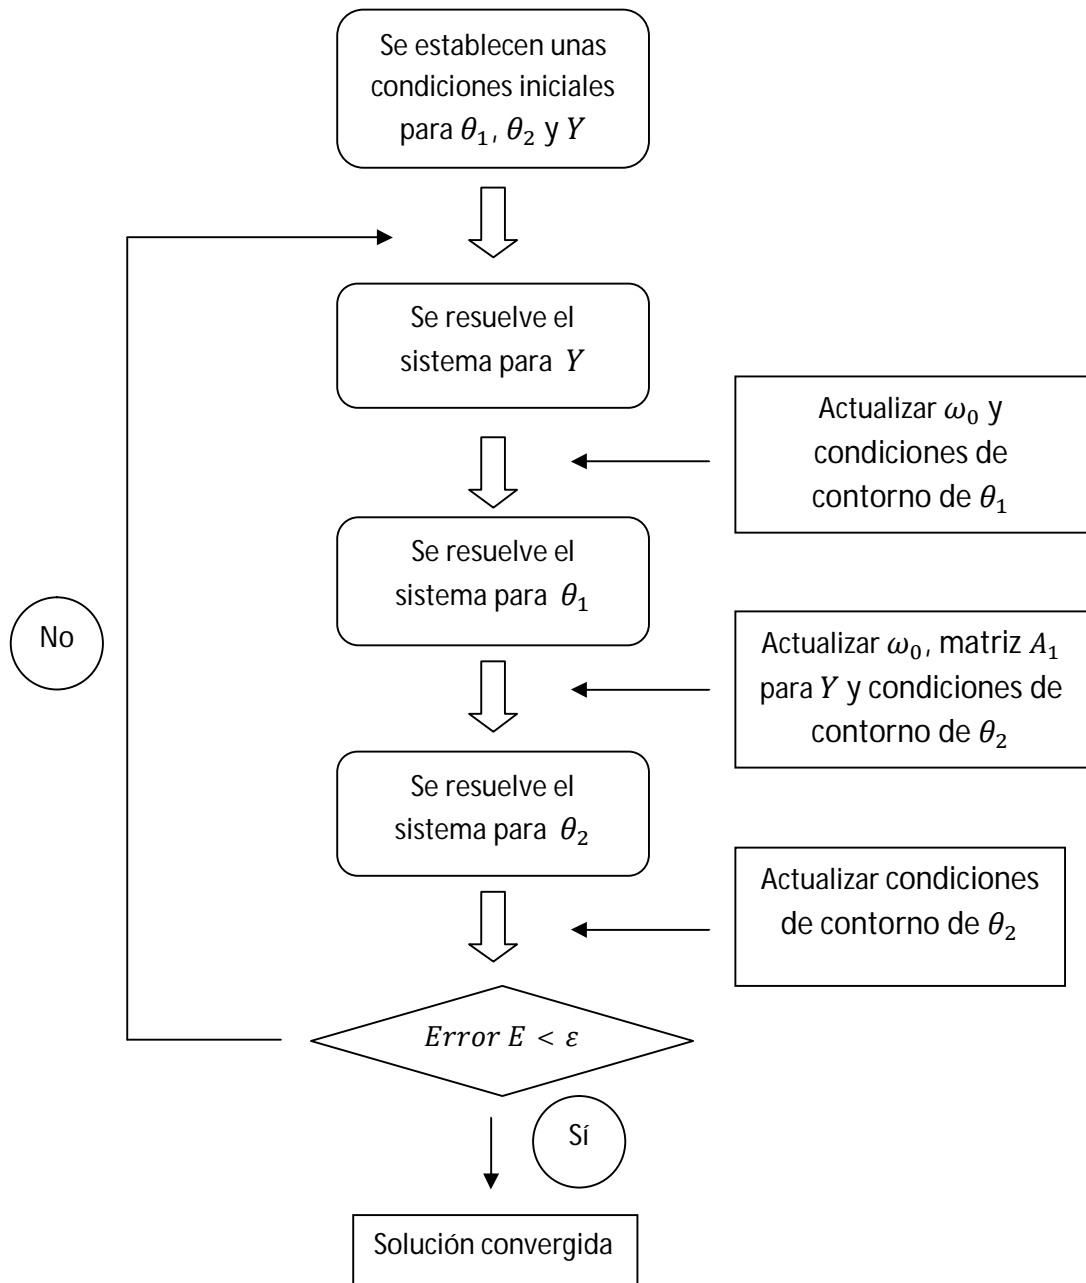 Se establecen unas
condiciones iniciales
para θ₁, θ₂ y Y
Se resuelve el
sistema para Y
Actualizar ω₀ y
condiciones de
contorno de θ₁
Se resuelve el
sistema para θ₁
No
Actualizar ω₀, matriz A₁
para Y y condiciones de
contorno de θ₂
Se resuelve el
sistema para θ₂
Actualizar condiciones
de contorno de θ₂
Error E < ε
Sí
Solución convergida